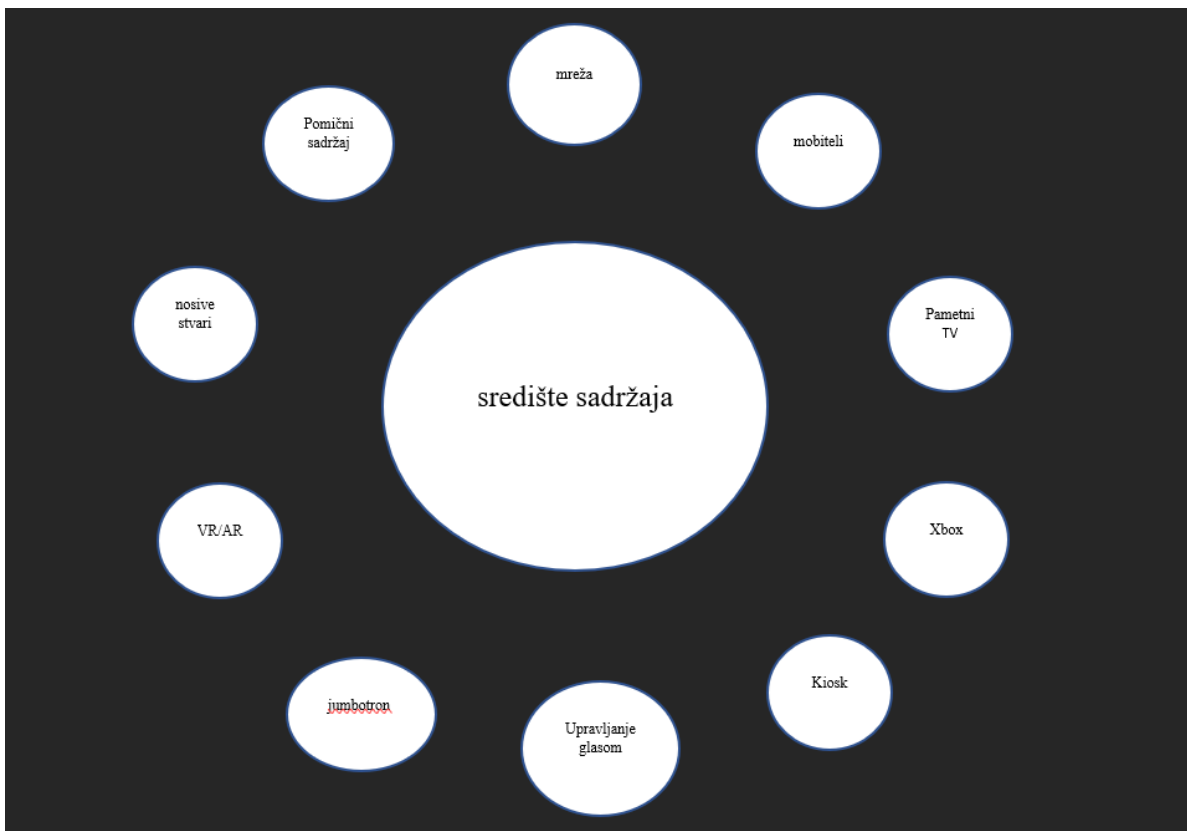 mreža
Pomični
sadržaj
mobiteli
nosive
stvari
Pametni
TV
središte sadržaja
VR/AR
Xbox
Kiosk
jumbotron
Upravljanje
glasom